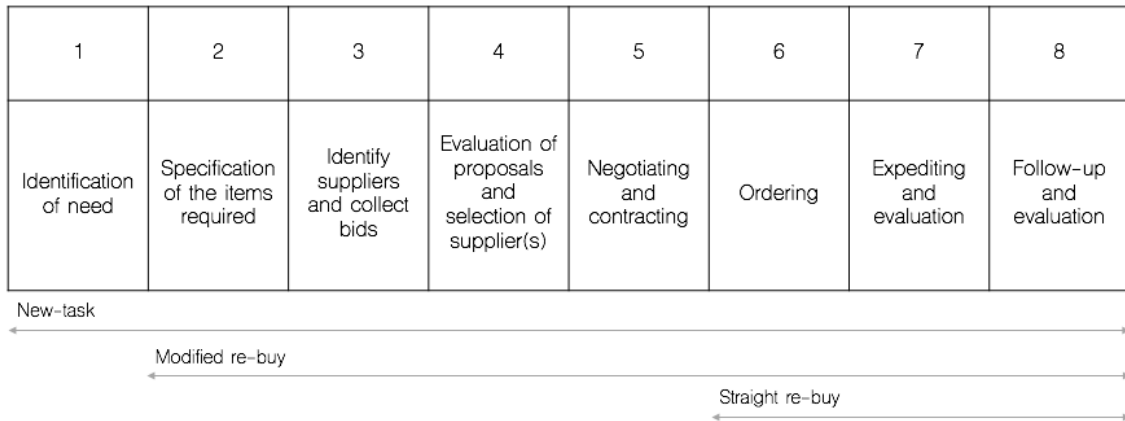 1
2
3
4
5
6
7
8
Identification
of need
Specification
of the items
required
Identify
suppliers
and collect
bids
Evaluation of
proposals
and
selection of
supplier(s)
Negotiating
and
contracting
Ordering
Expediting
and
evaluation
Follow-up
and
evaluation
New-task
Modified re-buy
Straight re-buy